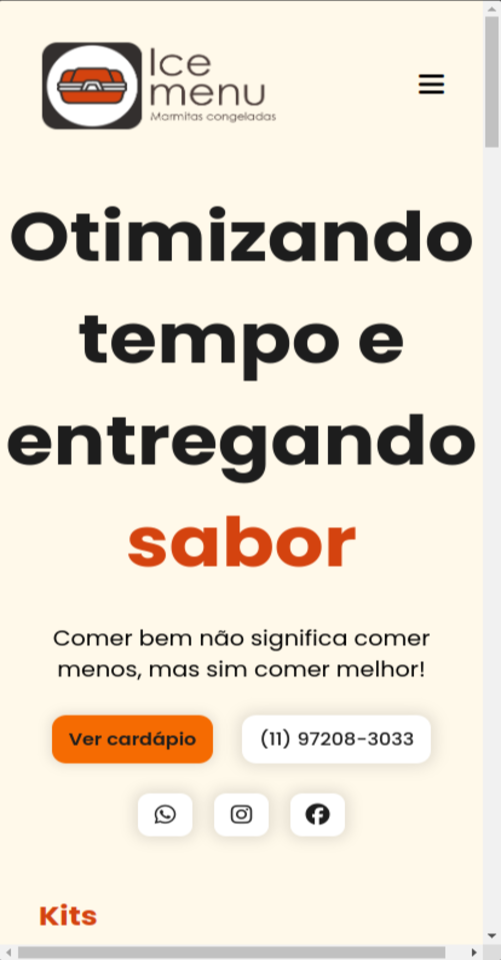 Ice
menu
Marmitas congeladas
Otimizando
tempo e
entregando
sabor
Comer bem não significa comer
menos, mas sim comer melhor!
Ver cardápio
(11) 97208-3033
Kits